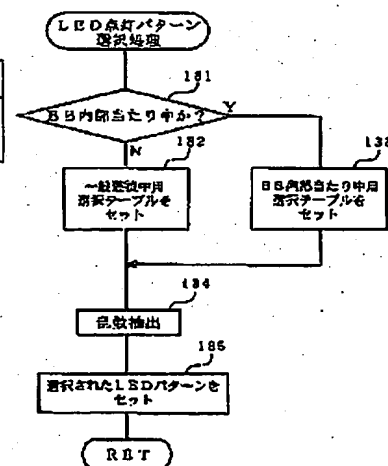 LED点灯パターン
選択処理
181
BB内部当たり中か?
Y
N
182
一般遊技中用
選択テーブルを
セット
183
BB内部当たり中用
選択テーブルを
セット
184
乱数抽出
185
選択されたLEDパターンを
セット
RET